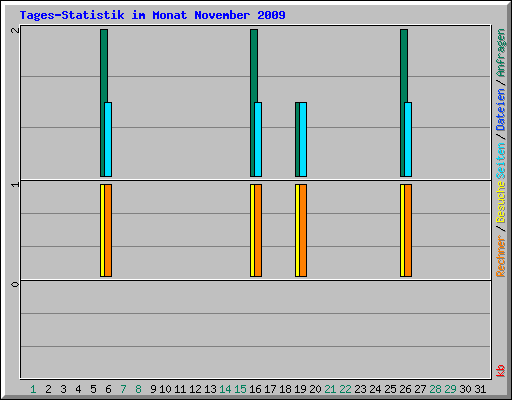 Tages-Statistik im Monat November 2009
2
1
0
Rechner / Besuche Seiten / Dateien / Anfragen
kb
1 2 3 4 5 6 7 8 9 10 11 12 13 14 15 16 17 18 19 20 21 22 23 24 25 26 27 28 29 30 31